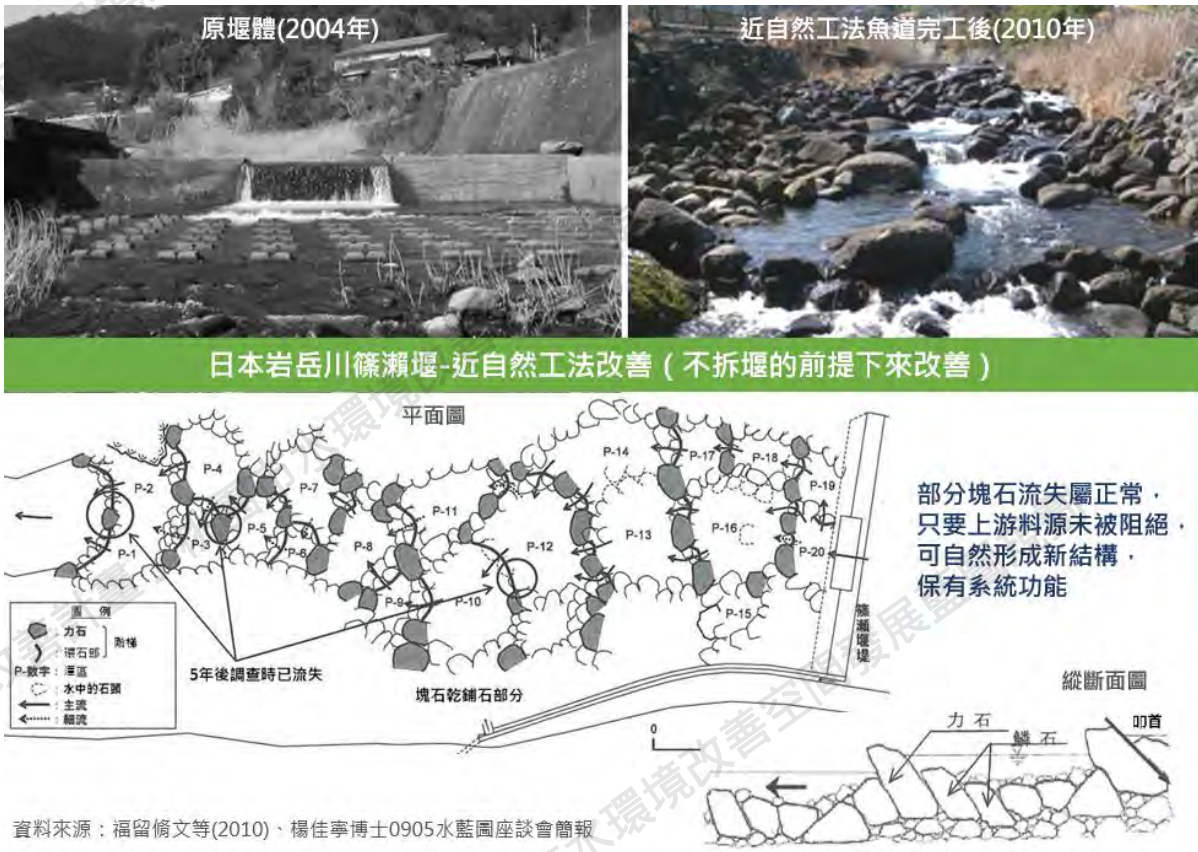 原堰體(2004年)
近自然工法魚道完工後(2010年)
日本岩岳川篠瀨堰-近自然工法改善(不拆堰的前提下來改善)
平面圖
P-1
P-2
P-3
P-4
P-5
P-6
P-7
P-8
P-9
P-10
P-11
P-12
P-13
P-14
P-15
P-16
P-17
P-18
P-19
P-20
篠瀨堰堤
部分塊石流失屬正常,
只要上游料源未被阻絕,
可自然形成新結構,
保有系統功能
圖 例
力石
環石部
階梯
P-数字:潭區
:水中的石頭
:主流
:細流
5年後調查時已流失
塊石乾鋪石部分
0
縱斷面圖
力石
鱗石
叩首
資料來源:福留脩文等(2010)、楊佳寧博士0905水藍圖座談會簡報